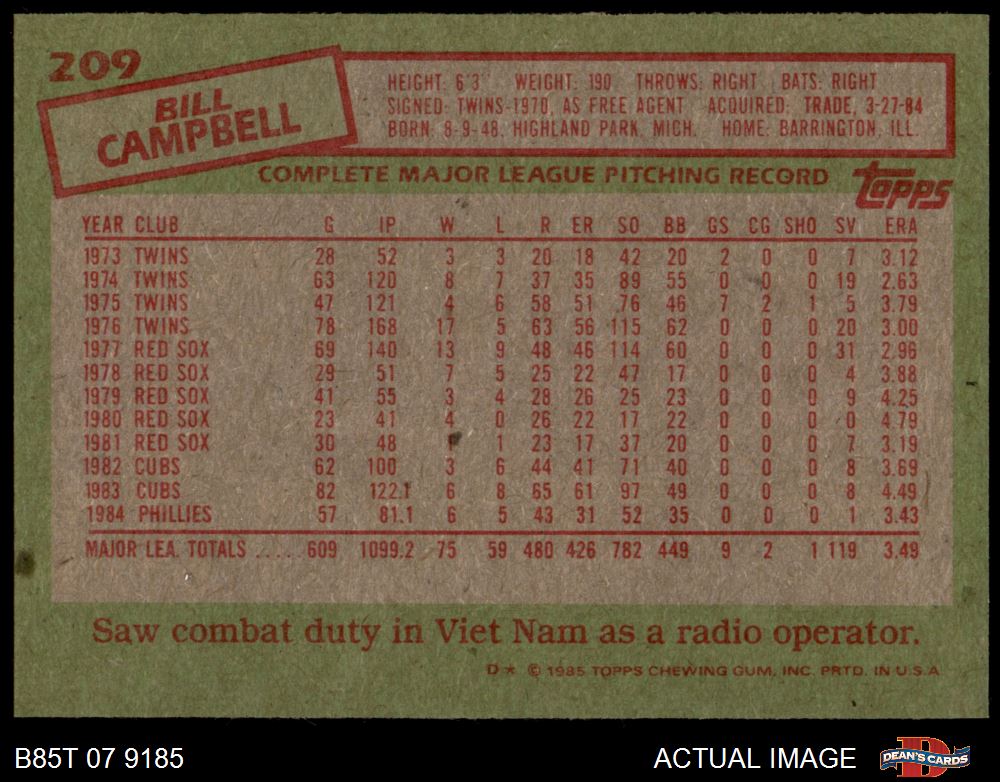 209
BILL
CAMPBELL
HEIGHT: 6'3" WEIGHT: 190 THROWS: RIGHT BATS: RIGHT
SIGNED: TWINS-1970, AS FREE AGENT ACQUIRED: TRADE, 3-27-84
BORN: 8-9-48, HIGHLAND PARK, MICH. HOME: BARRINGTON, ILL.
COMPLETE MAJOR LEAGUE PITCHING RECORD
topps
YEAR CLUB G IP W L R ER SO BB GS CG SHO SV ERA
1973 TWINS 28 52 3 3 20 18 42 20 2 0 0 7 3.12
1974 TWINS 63 120 8 7 37 35 89 55 0 0 0 19 2.63
1975 TWINS 47 121 4 6 58 51 76 46 7 2 1 5 3.79
1976 TWINS 78 168 17 5 63 56 115 62 0 0 0 20 3.00
1977 RED SOX 69 140 13 9 48 46 114 60 0 0 0 31 2.96
1978 RED SOX 29 51 7 5 25 22 47 17 0 0 0 4 3.88
1979 RED SOX 41 55 3 4 28 26 25 23 0 0 0 9 4.25
1980 RED SOX 23 41 4 0 26 22 17 22 0 0 0 0 4.79
1981 RED SOX 30 48 1 1 23 17 37 20 0 0 0 7 3.19
1982 CUBS 62 100 3 6 44 41 71 40 0 0 0 8 3.69
1983 CUBS 82 122.1 6 8 65 61 97 49 0 0 0 8 4.49
1984 PHILLIES 57 81.1 6 5 43 31 52 35 0 0 0 1 3.43
MAJOR LEA. TOTALS ..... 609 1099.2 75 59 480 426 782 449 9 2 1 119 3.49
Saw combat duty in Viet Nam as a radio operator.
D* © 1985 TOPPS CHEWING GUM, INC. PRTD. IN U.S.A
B85T 07 9185
ACTUAL IMAGE
DEAN'S CARDS